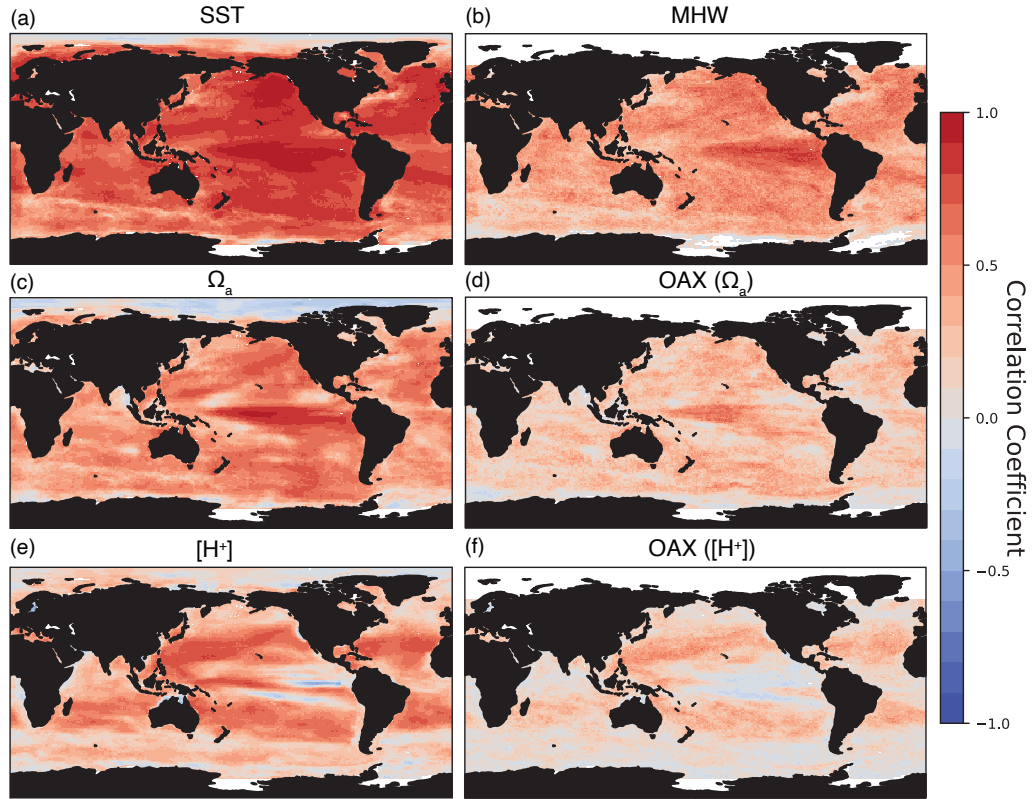 (a) SST
(b) MHW
1.0
0.5
0.0
−0.5
−1.0
Correlation Coefficient
(c) Ωa
(d) OAX (Ωa)
(e) [H+]
(f) OAX ([H+])